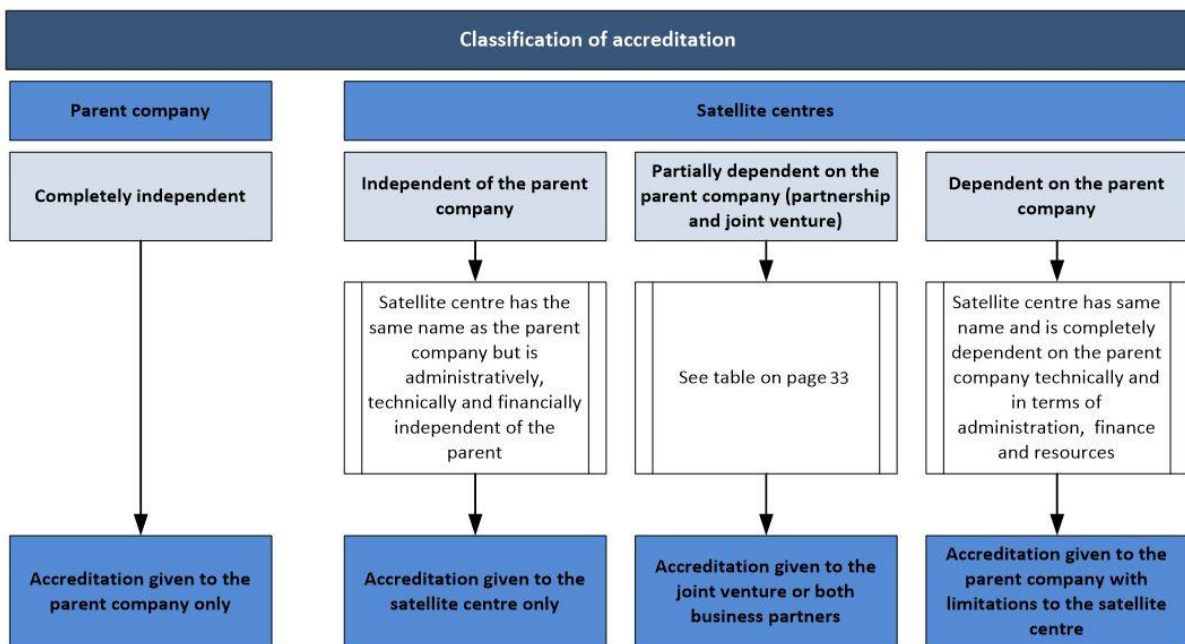 Classification of accreditation
Parent company
Satellite centres
Completely independent
Independent of the parent
company
Partially dependent on the
parent company (partnership
and joint venture)
Dependent on the parent
company
Satellite centre has the
same name as the parent
company but is
administratively,
technically and financially
independent of the
parent
See table on page 33
Satellite centre has same
name and is completely
dependent on the parent
company technically and
in terms of
administration, finance
and resources
Accreditation given to the
parent company only
Accreditation given to the
satellite centre only
Accreditation given to the
joint venture or both
business partners
Accreditation given to the
parent company with
limitations to the satellite
centre